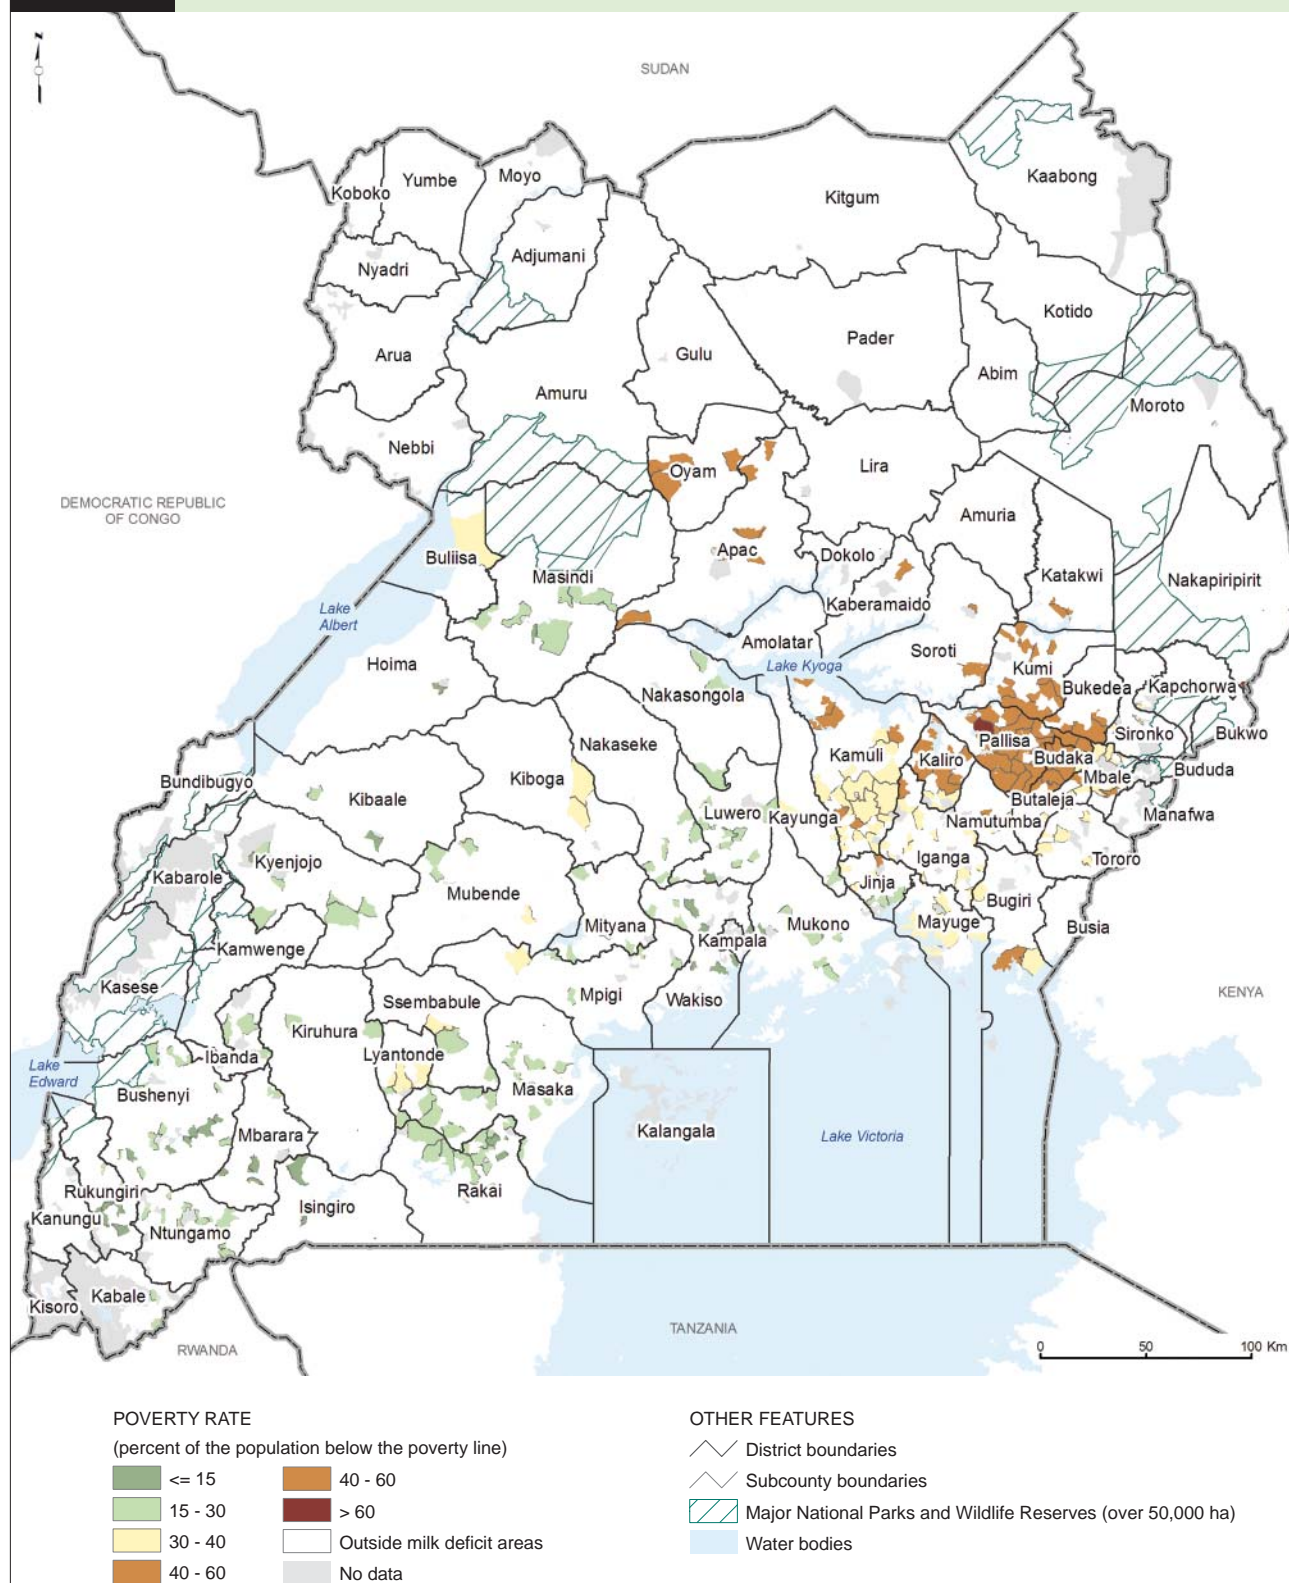 N
SUDAN
Koboko
Yumbe
Moyo
Kaabong
Kitgum
Adjumani
Nyadri
Kotido
Arua
Gulu
Pader
Abim
Amuru
Moroto
Nebbi
Oyam
Lira
DEMOCRATIC REPUBLIC
OF CONGO
Amuria
Buliisa
Apac
Dokolo
Masindi
Katakwi
Nakapiripirit
Lake
Albert
Kaberamaido
Amolatar
Soroti
Hoima
Lake Kyoga
Kumi
Bukedea
Kapchorwa
Nakasongola
Sironko
Bukwo
Nakaseke
Kamuli
Kaliro
Pallisa
Budaka
Mbale
Bududa
Bundibugyo
Kiboga
Kibaale
Luwero
Kayunga
Butaleja
Manafwa
Namutumba
Kyenjojo
Iganga
Tororo
Kabarole
Mubende
Jinja
Bugiri
Mityana
Mukono
Mayuge
Busia
Kampala
Kamwenge
Kasese
Mpigi
Wakiso
KENYA
Ssembabule
Kiruhura
Ibanda
Lyantonde
Lake
Edward
Bushenyi
Masaka
Mbarara
Kalangala
Lake Victoria
Rukungiri
Rakai
Isingiro
Kanungu
Ntungamo
Kabale
Kisoro
TANZANIA
RWANDA
0 50 100 Km
POVERTY RATE
(percent of the population below the poverty line)
<= 15
15 - 30
30 - 40
40 - 60
40 - 60
> 60
Outside milk deficit areas
No data
OTHER FEATURES
District boundaries
Subcounty boundaries
Major National Parks and Wildlife Reserves (over 50,000 ha)
Water bodies